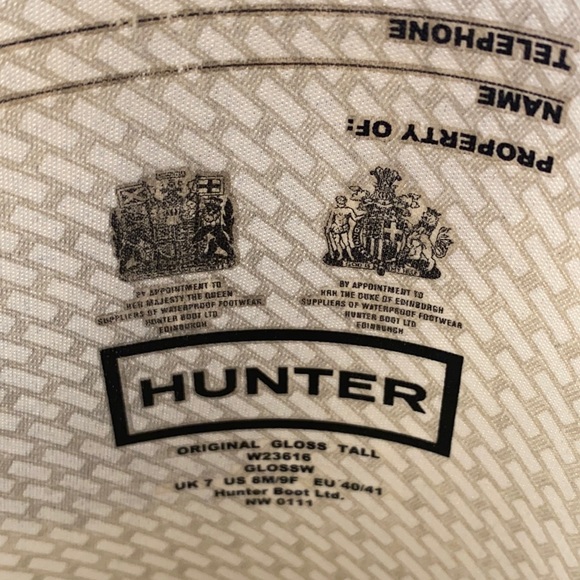 TELEPHONE
NAME
PROPERTY OF:
BY APPOINTMENT TO
HER MAJESTY THE QUEEN
SUPPLIERS OF WATERPROOF FOOTWEAR
HUNTER BOOT LTD
EDINBURGH
BY APPOINTMENT TO
HRH THE DUKE OF EDINBURGH
SUPPLIERS OF WATERPROOF FOOTWEAR
HUNTER BOOT LTD
EDINBURGH
HUNTER
ORIGINAL GLOSS TALL
W23616
GLOSSW
UK 7 US 8M/9F EU 40/41
Hunter Boot Ltd.
NW 0111